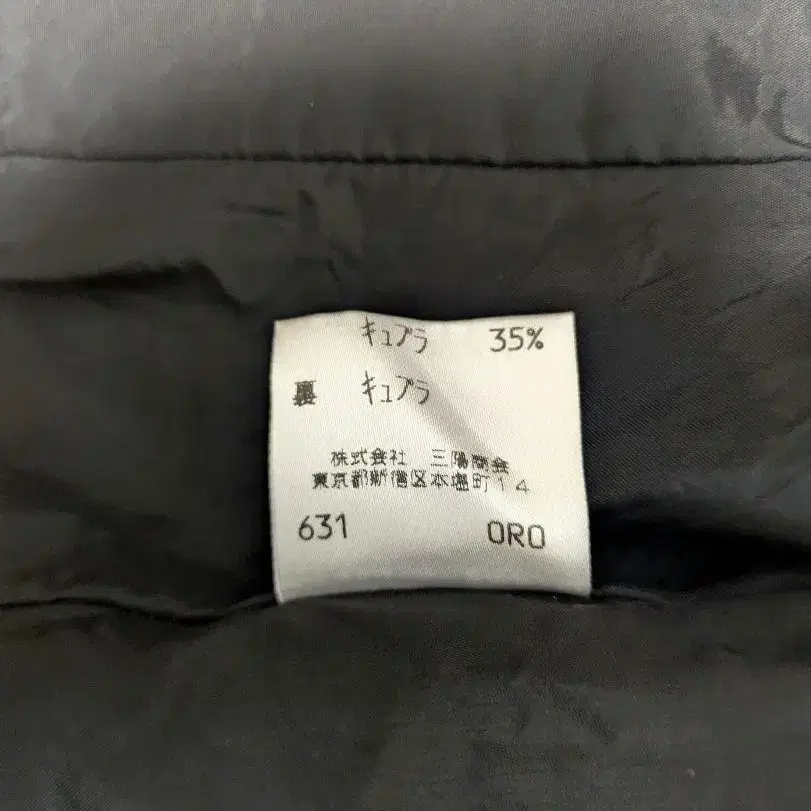 キュプラ 35%
裏 キュプラ
株式会社 三陽商会
東京都新宿区本塩町14
631 ORO